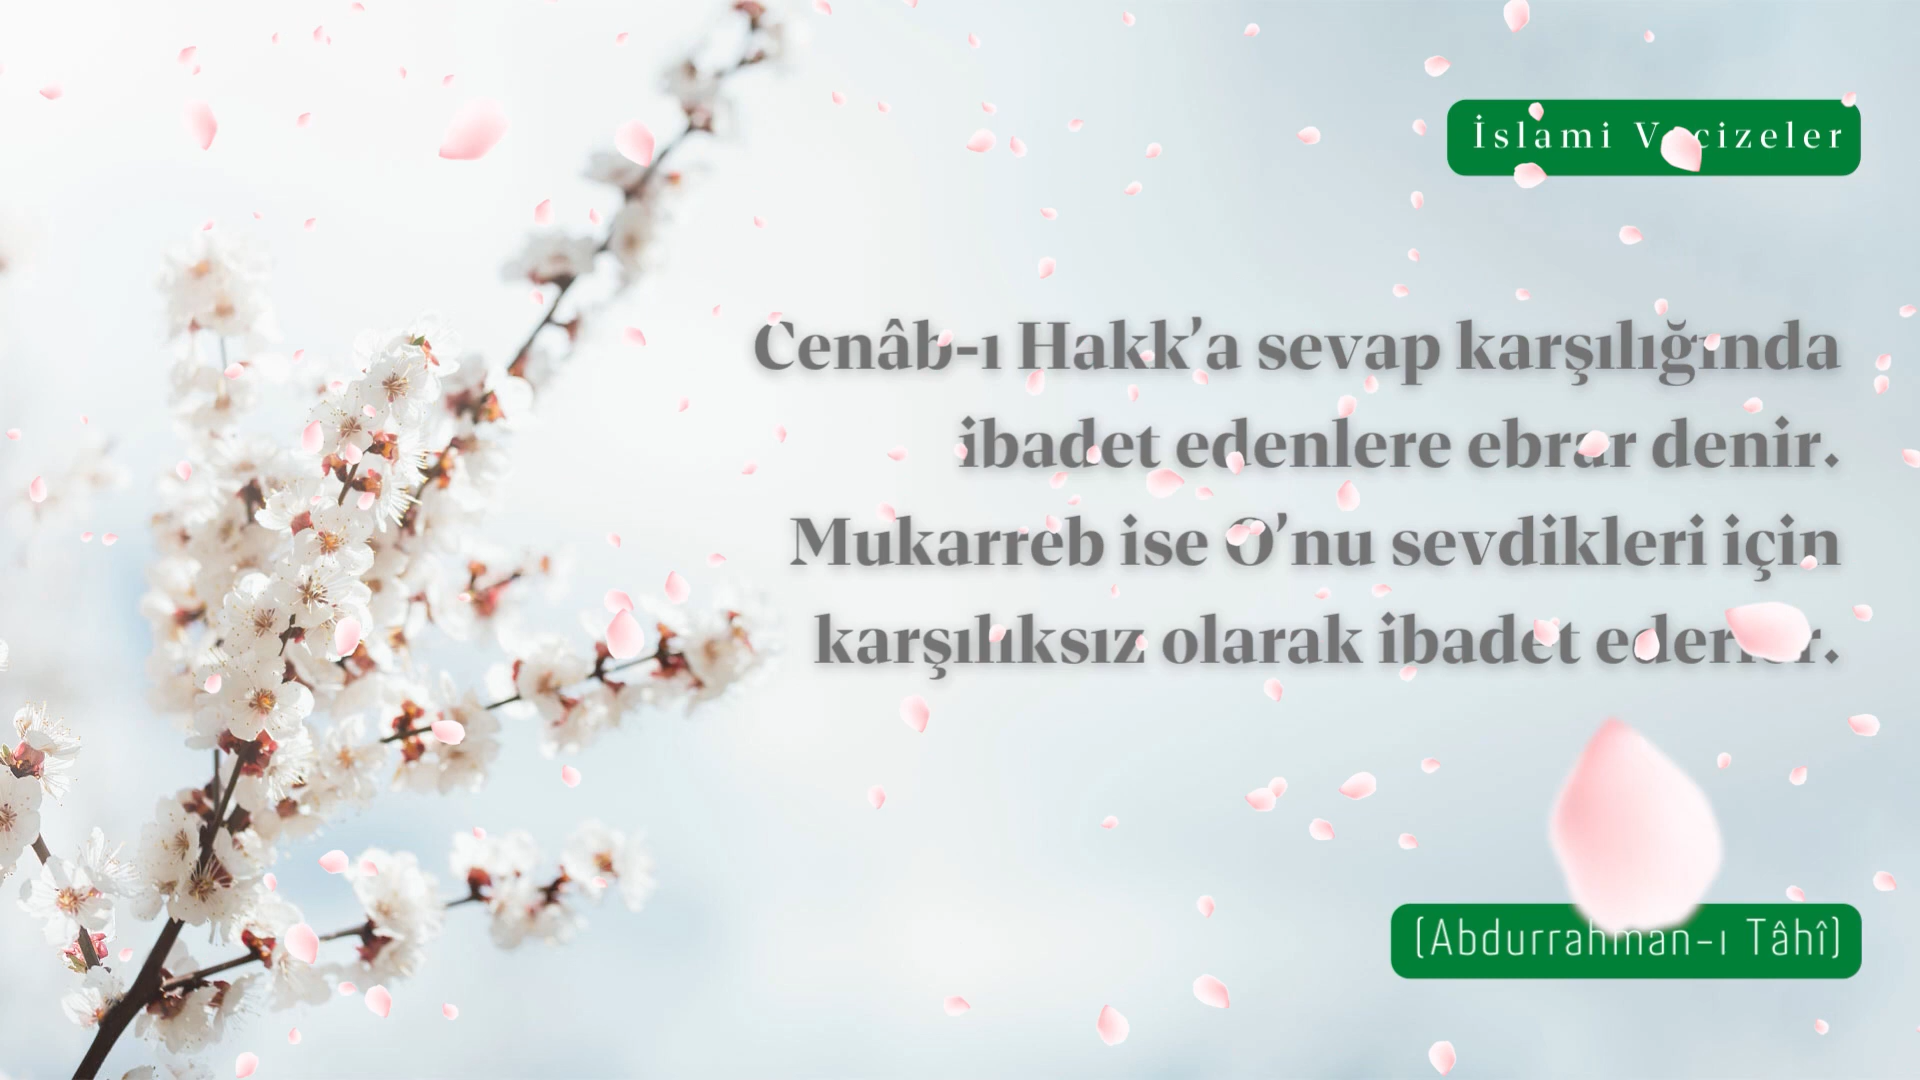 İslami Vecizeler
Cenâb-ı Hakk'a sevap karşılığında
ibadet edenlere ebrar denir.
Mukarreb ise O'nu sevdikleri için
karşılıksız olarak ibadet ederler.
(Abdurrahman-ı Tâhî)